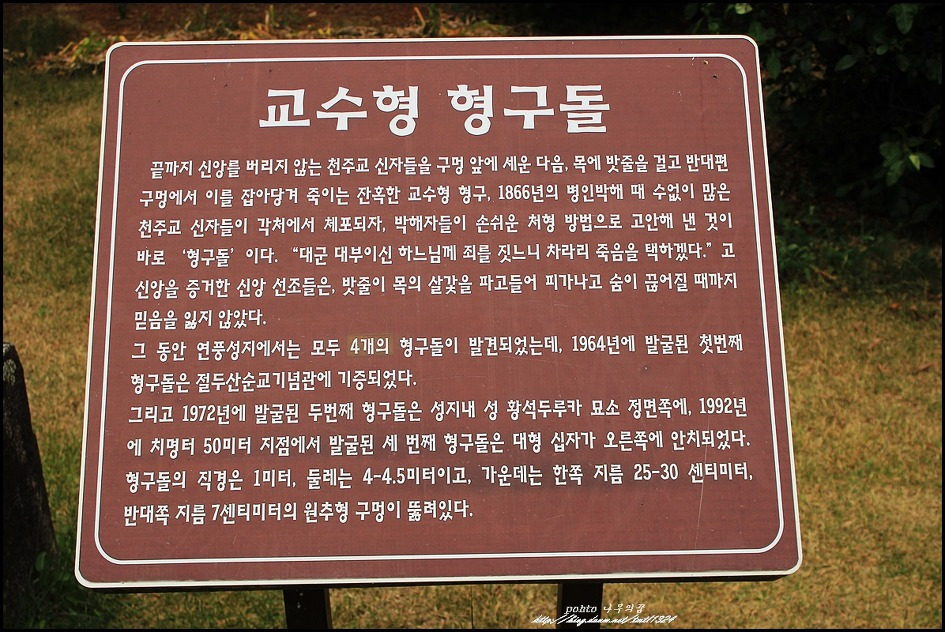 교수형 형구돌
끝까지 신앙를 버리지 않는 천주교 신자들을 구멍 앞에 세운 다음, 목에 밧줄을 걸고 반대편
구멍에서 이를 잡아당겨 죽이는 잔혹한 교수형 형구, 1866년의 병인박해 때 수없이 많은
천주교 신자들이 각처에서 체포되자, 박해자들이 손쉬운 처형 방법으로 고안해 낸 것이
바로 ‘형구돌’ 이다. “대군 대부이신 하느님께 죄를 짓느니 차라리 죽음을 택하겠다.” 고
신앙을 증거한 신앙 선조들은, 밧줄이 목의 살갗을 파고들어 피가나고 숨이 끊어질 때까지
믿음을 잃지 않았다.
그 동안 연풍성지에서는 모두 4개의 형구돌이 발견되었는데, 1964년에 발굴된 첫번째
형구돌은 절두산순교기념관에 기증되었다.
그리고 1972년에 발굴된 두번째 형구돌은 성지내 성 황석두루카 묘소 정면쪽에, 1992년
에 치명터 50미터 지점에서 발굴된 세 번째 형구돌은 대형 십자가 오른쪽에 안치되었다.
형구돌의 직경은 1미터, 둘레는 4-4.5미터이고, 가운데는 한쪽 지름 25-30 센티미터,
반대쪽 지름 7센티미터의 원추형 구멍이 뚫려있다.
pohto 나무의꿈